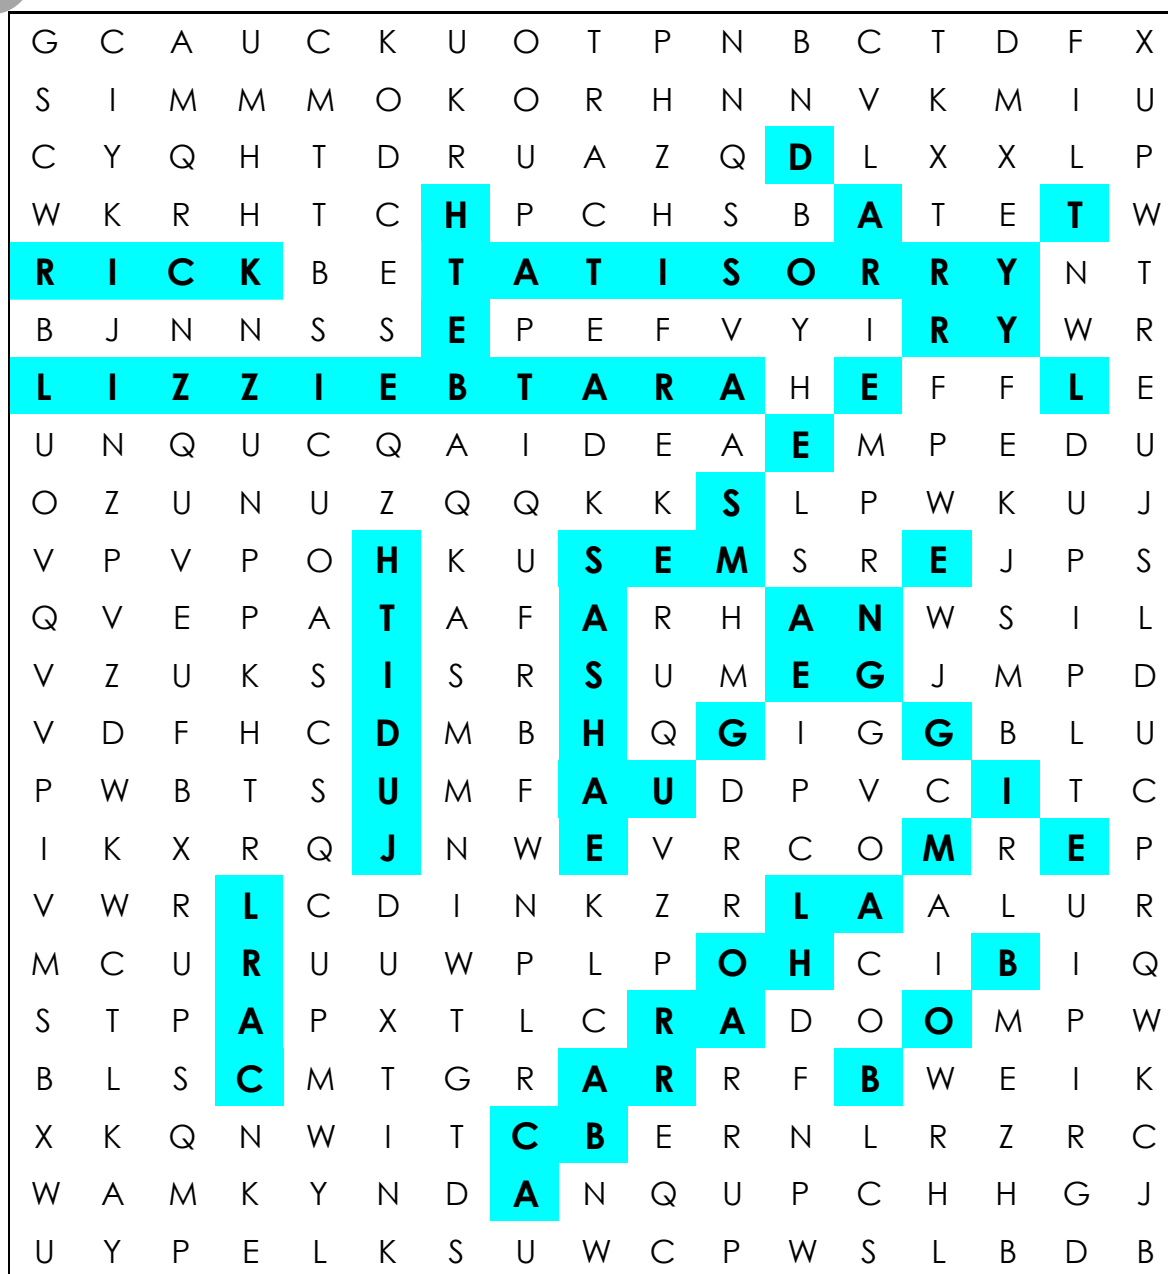 G C A U C K U O T P N B C T D F X
S I M M M O K O R H N N V K M I U
C Y Q H T D R U A Z Q D L X X L P
W K R H T C H P C H S B A T E T W
R I C K B E T A T I S O R R Y N T
B J N N S S E P E F V Y I R Y W R
L I Z Z I E B T A R A H E F F L E
U N Q U C Q A I D E A E M P E D U
O Z U N U Z Q Q K K S L P W K U J
V P V P O H K U S E M S R E J P S
Q V E P A T A F A R H A N W S I L
V Z U K S I S R S U M E G J M P D
V D F H C D M B H Q G I G G B L U
P W B T S U M F A U D P V C I T C
I K X R Q J N W E V R C O M R E P
V W R L C D I N K Z R L A A L U R
M C U R U U W P L P O H C I B I Q
S T P A P X T L C R A D O O M P W
B L S C M T G R A R R F B W E I K
X K Q N W I T C B E R N L R Z R C
W A M K Y N D A N Q U P C H H G J
U Y P E L K S U W C P W S L B D B